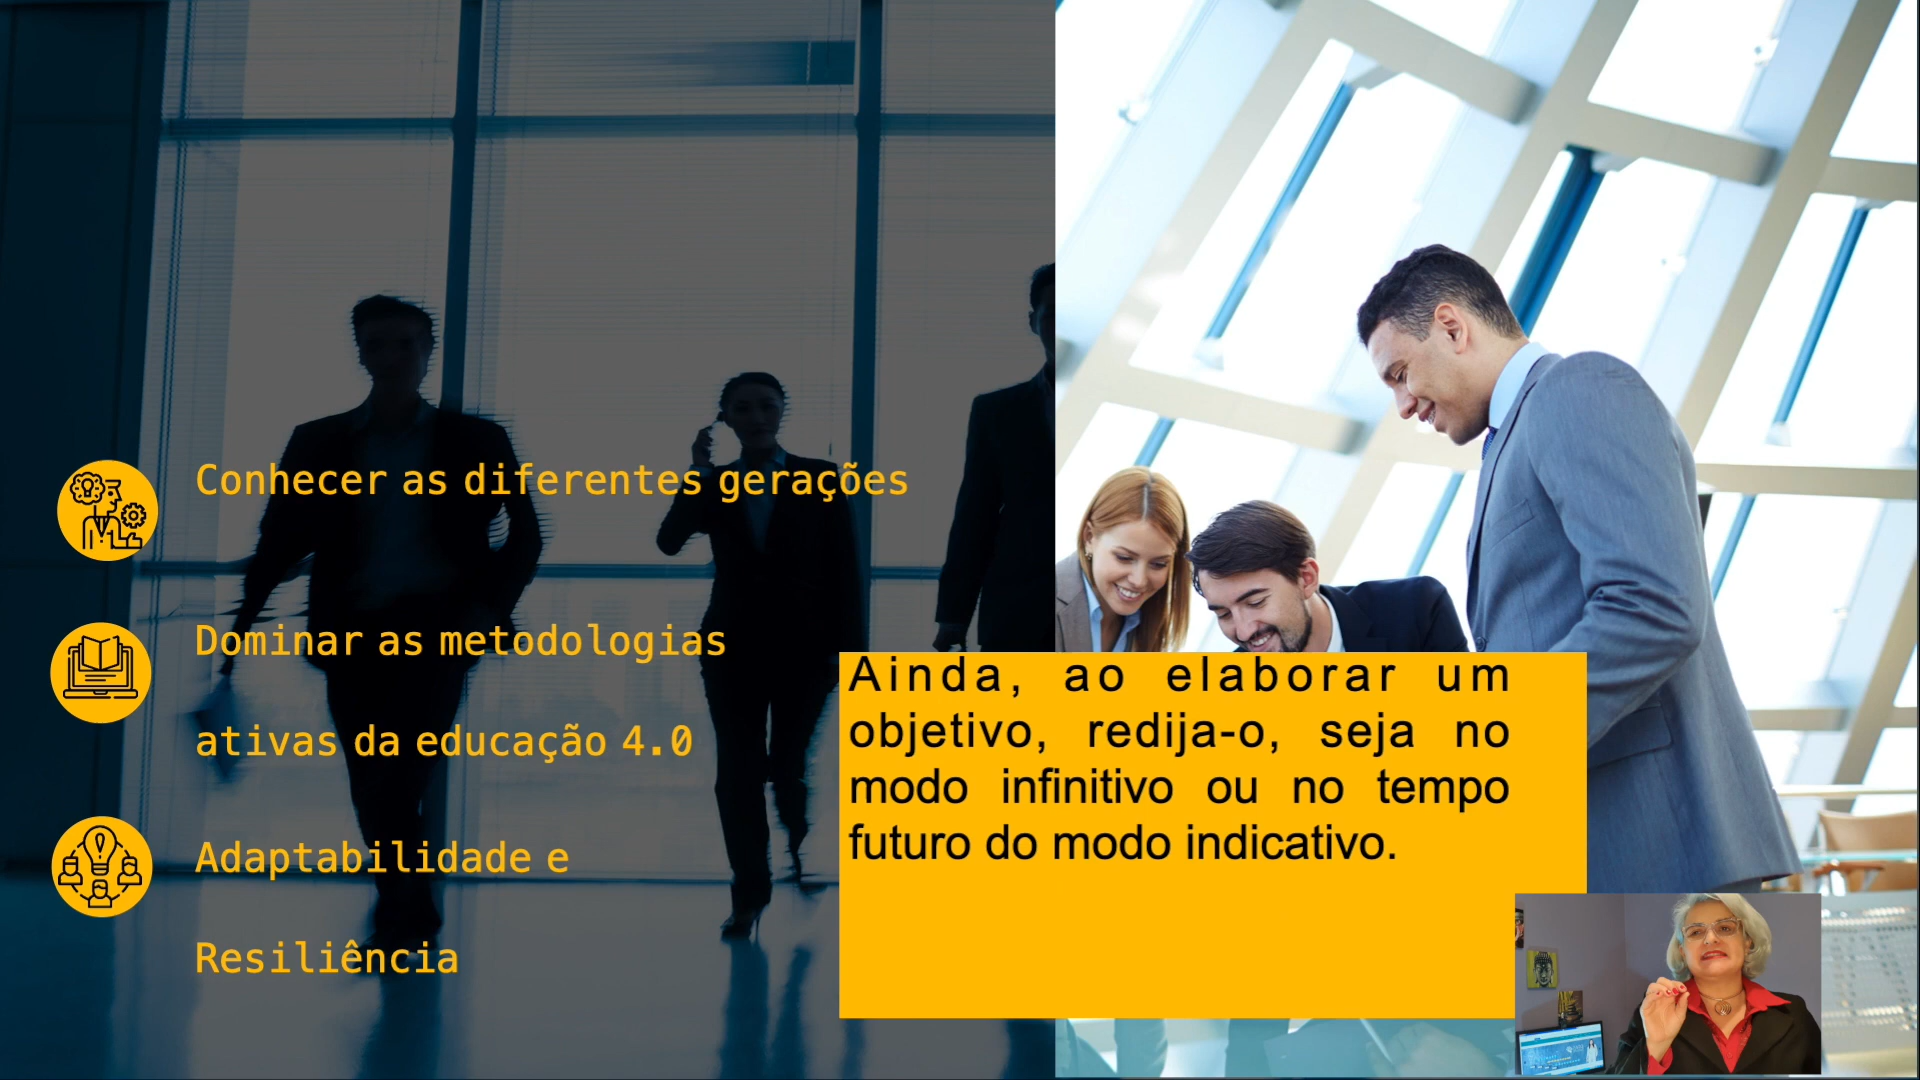 Conhecer as diferentes gerações
Dominar as metodologias
ativas da educação 4.0
Adaptabilidade e
Resiliência
Ainda, ao elaborar um
objetivo, redija-o, seja no
modo infinitivo ou no tempo
futuro do modo indicativo.